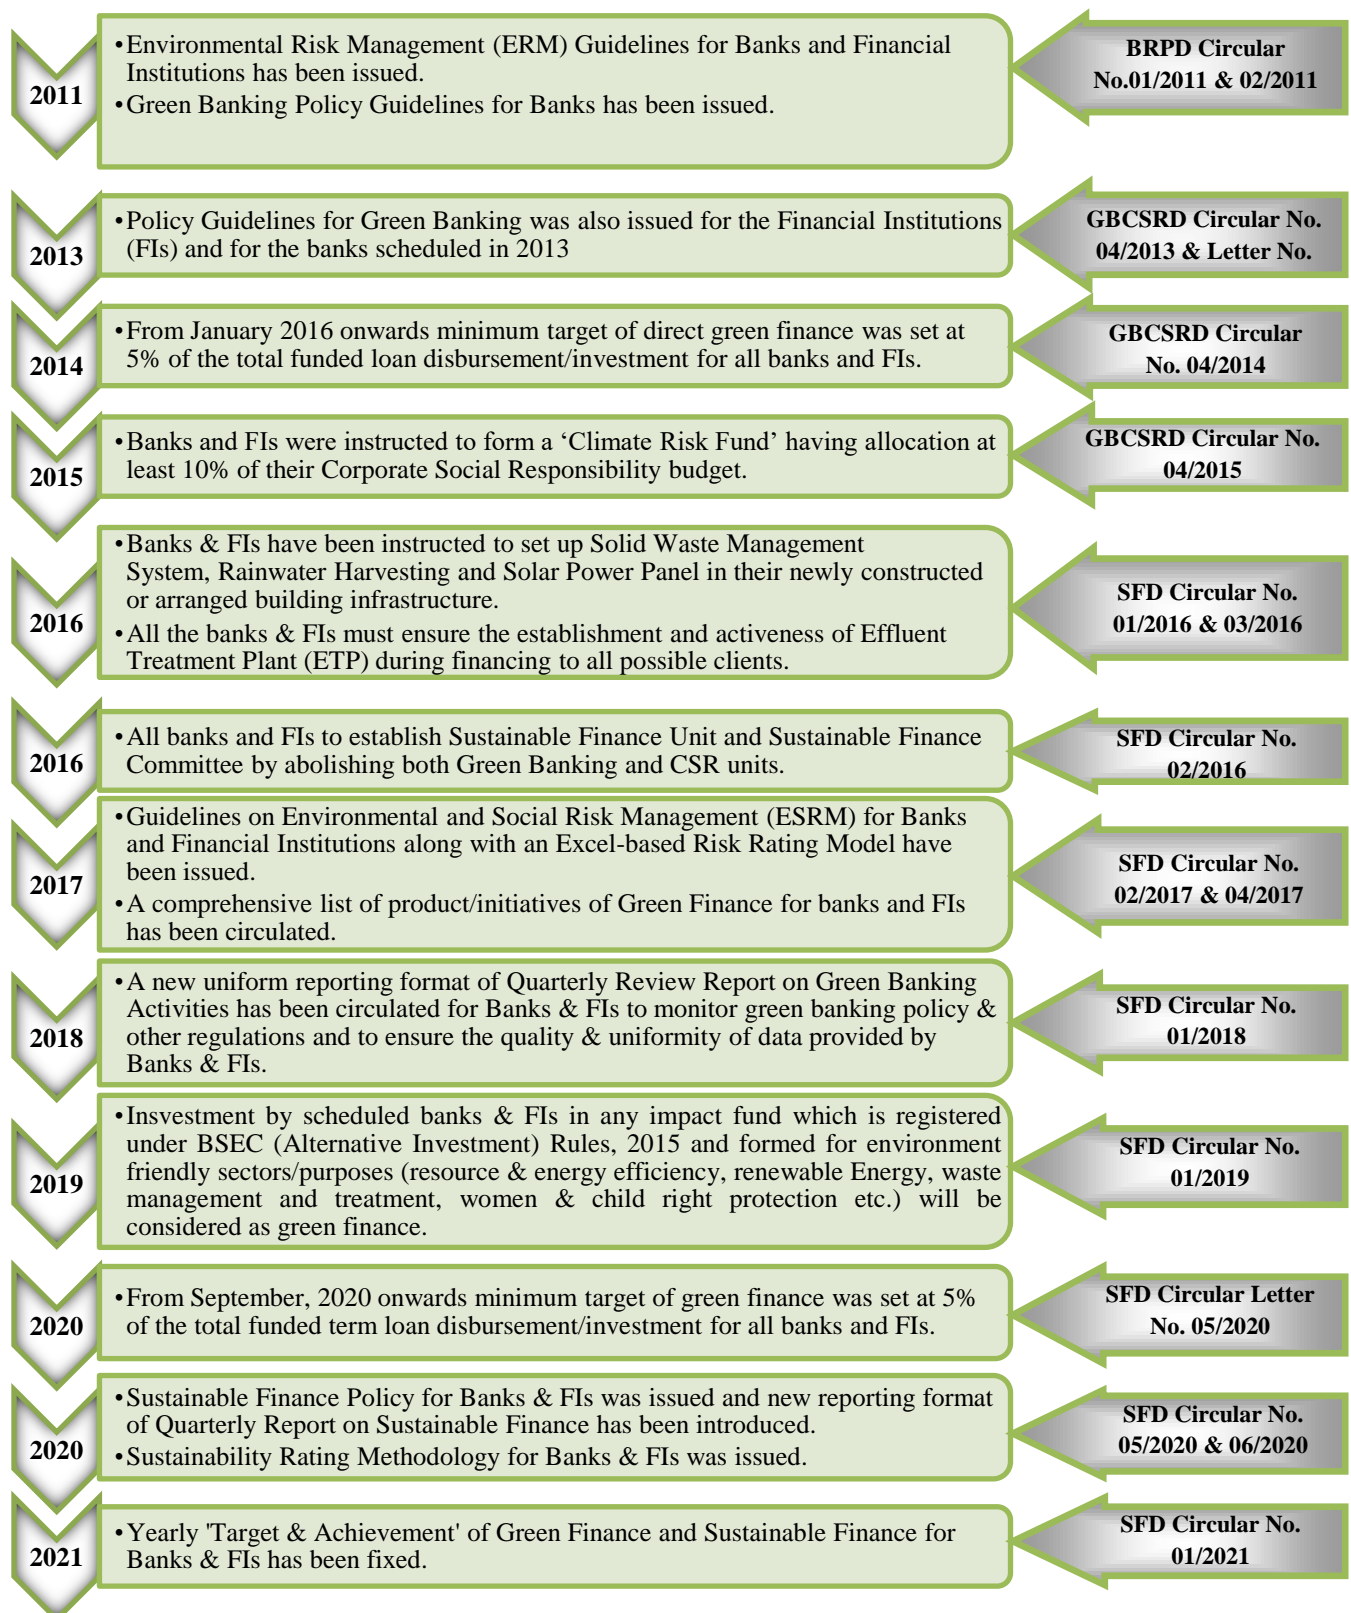 2011
•Environmental Risk Management (ERM) Guidelines for Banks and Financial
Institutions has been issued.
•Green Banking Policy Guidelines for Banks has been issued.
BRPD Circular
No.01/2011 & 02/2011
2013
•Policy Guidelines for Green Banking was also issued for the Financial Institutions
(FIs) and for the banks scheduled in 2013
GBCSRD Circular No.
04/2013 & Letter No.
2014
•From January 2016 onwards minimum target of direct green finance was set at
5% of the total funded loan disbursement/investment for all banks and FIs.
GBCSRD Circular
No. 04/2014
2015
•Banks and FIs were instructed to form a ‘Climate Risk Fund’ having allocation at
least 10% of their Corporate Social Responsibility budget.
GBCSRD Circular No.
04/2015
2016
•Banks & FIs have been instructed to set up Solid Waste Management
System, Rainwater Harvesting and Solar Power Panel in their newly constructed
or arranged building infrastructure.
•All the banks & FIs must ensure the establishment and activeness of Effluent
Treatment Plant (ETP) during financing to all possible clients.
SFD Circular No.
01/2016 & 03/2016
2016
•All banks and FIs to establish Sustainable Finance Unit and Sustainable Finance
Committee by abolishing both Green Banking and CSR units.
SFD Circular No.
02/2016
2017
•Guidelines on Environmental and Social Risk Management (ESRM) for Banks
and Financial Institutions along with an Excel-based Risk Rating Model have
been issued.
•A comprehensive list of product/initiatives of Green Finance for banks and FIs
has been circulated.
SFD Circular No.
02/2017 & 04/2017
2018
•A new uniform reporting format of Quarterly Review Report on Green Banking
Activities has been circulated for Banks & FIs to monitor green banking policy &
other regulations and to ensure the quality & uniformity of data provided by
Banks & FIs.
SFD Circular No.
01/2018
2019
•Insvestment by scheduled banks & FIs in any impact fund which is registered
under BSEC (Alternative Investment) Rules, 2015 and formed for environment
friendly sectors/purposes (resource & energy efficiency, renewable Energy, waste
management and treatment, women & child right protection etc.) will be
considered as green finance.
SFD Circular No.
01/2019
2020
•From September, 2020 onwards minimum target of green finance was set at 5%
of the total funded term loan disbursement/investment for all banks and FIs.
SFD Circular Letter
No. 05/2020
2020
•Sustainable Finance Policy for Banks & FIs was issued and new reporting format
of Quarterly Report on Sustainable Finance has been introduced.
•Sustainability Rating Methodology for Banks & FIs was issued.
SFD Circular No.
05/2020 & 06/2020
2021
•Yearly 'Target & Achievement' of Green Finance and Sustainable Finance for
Banks & FIs has been fixed.
SFD Circular No.
01/2021